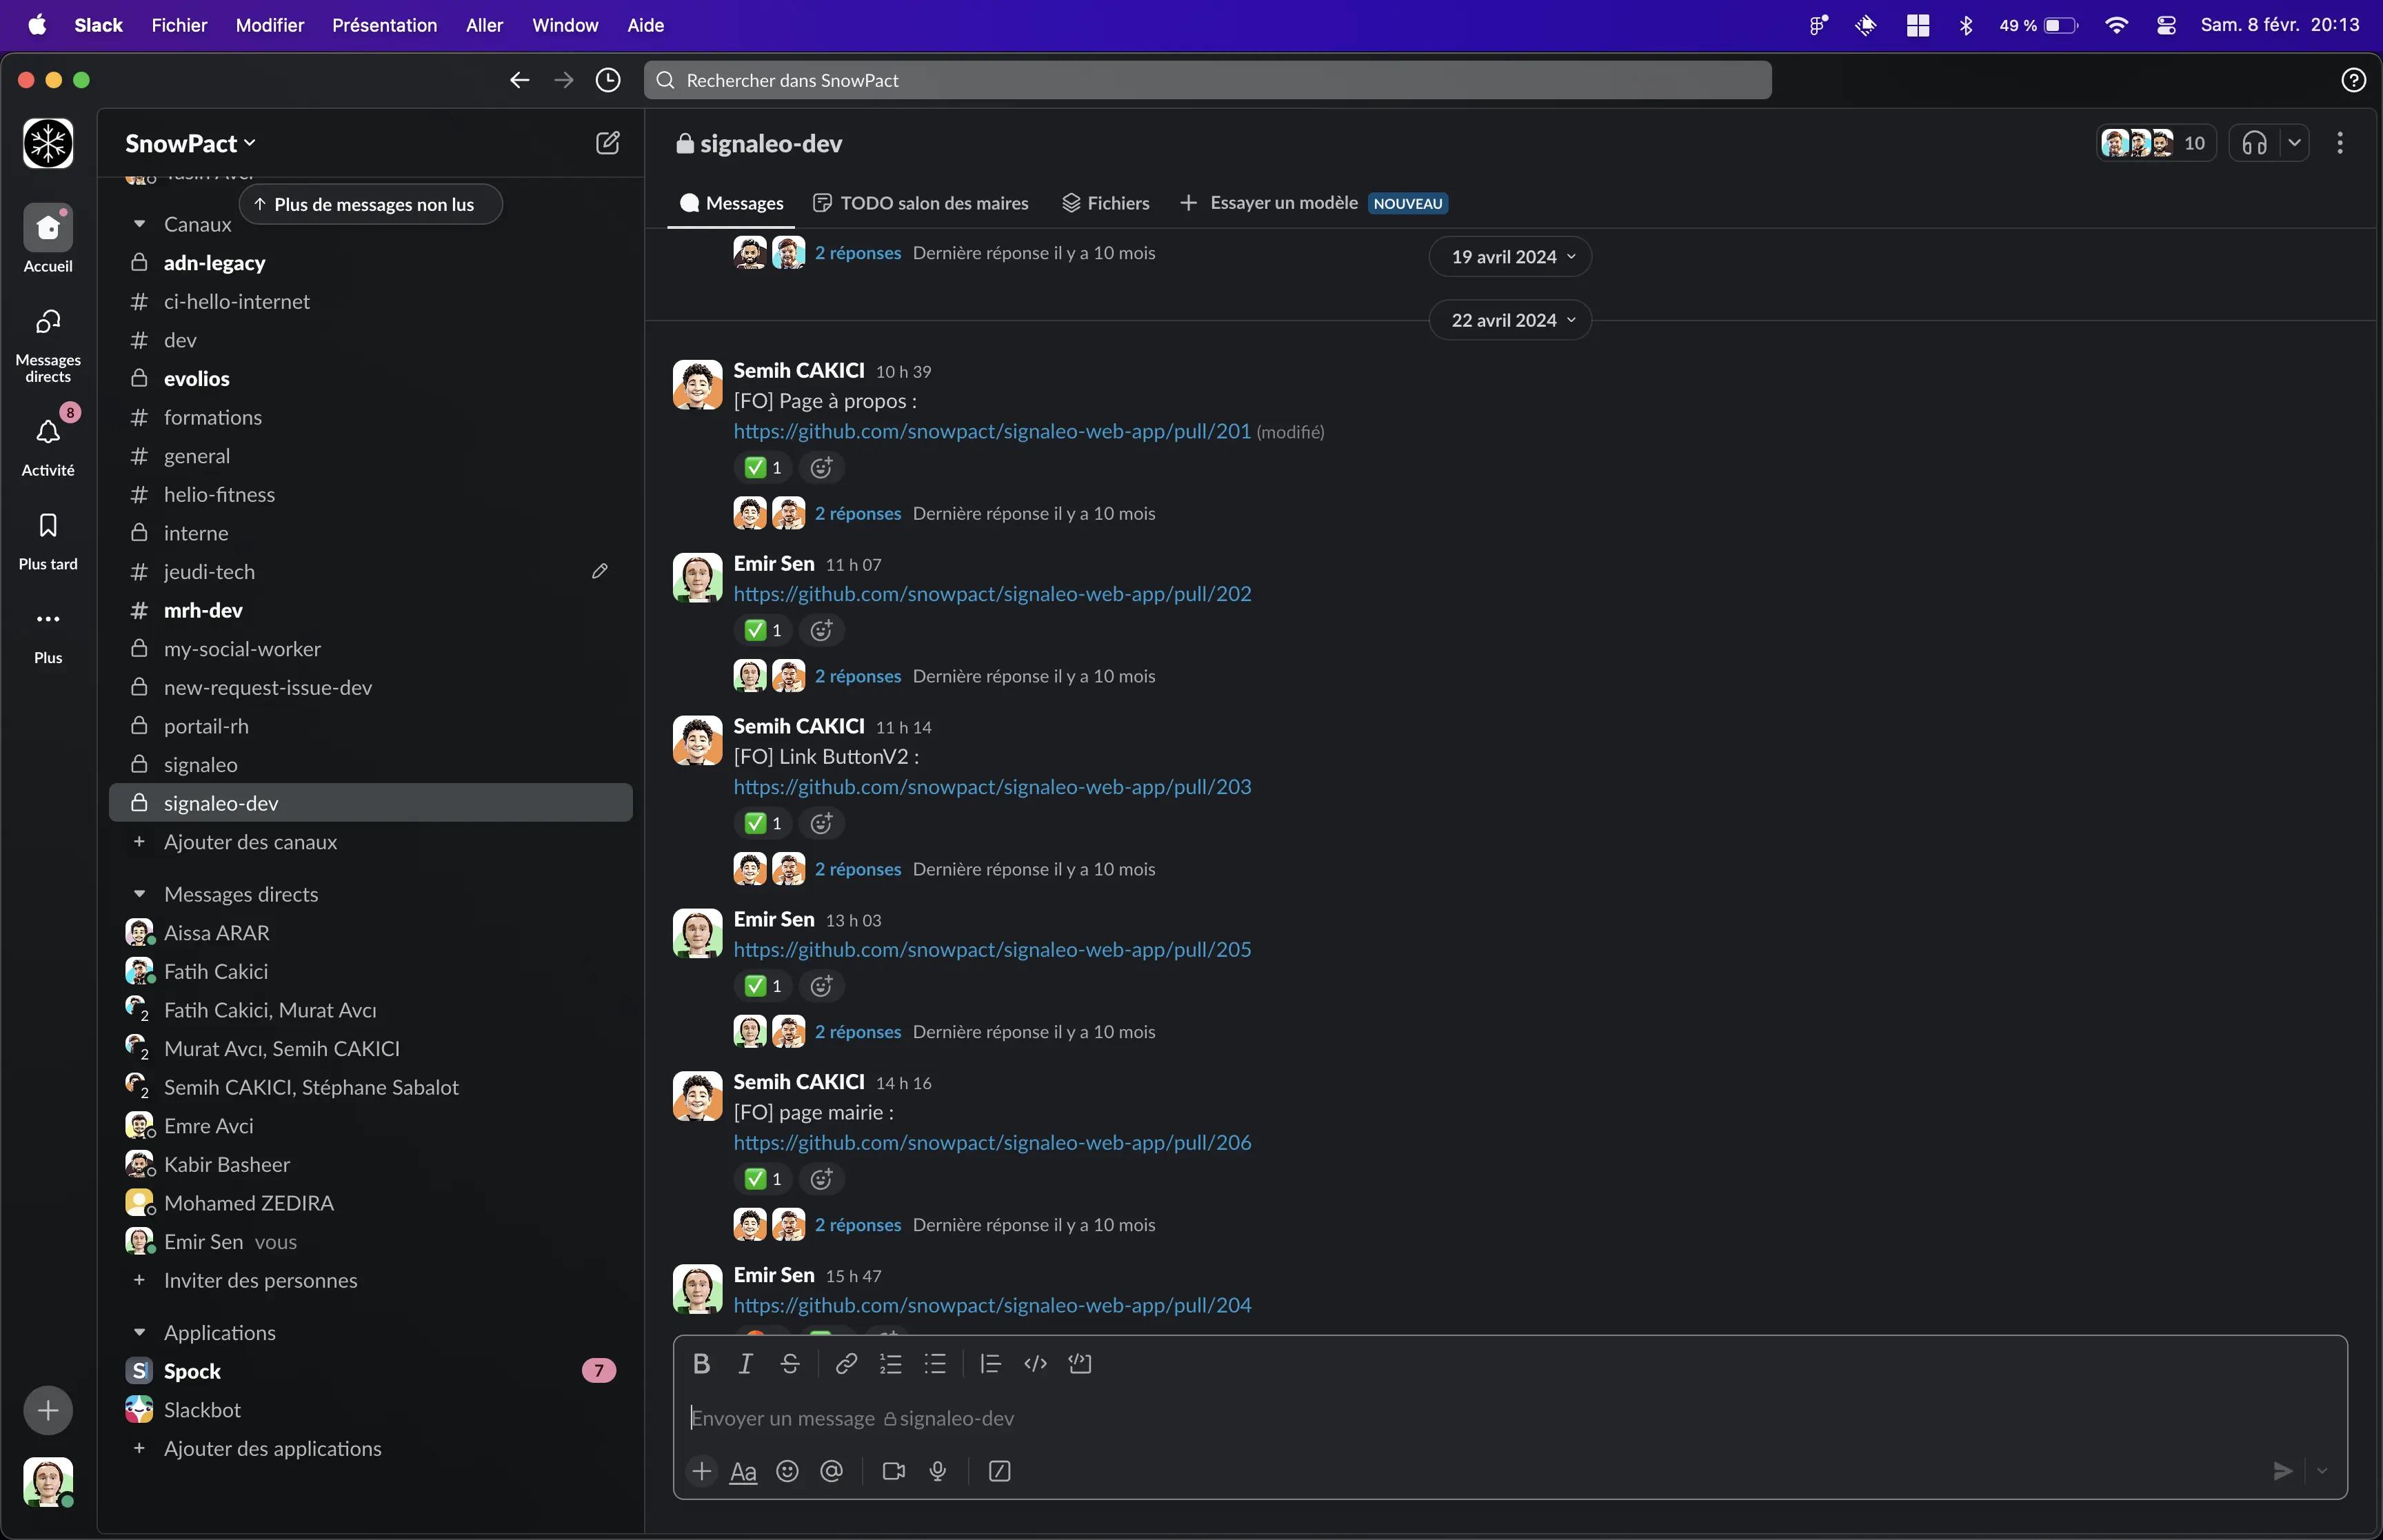 Slack Fichier Modifier Présentation Aller Window Aide 49 % Sam. 8 févr. 20:13
Rechercher dans SnowPact
SnowPact
Plus de messages non lus
Canaux
adn-legacy
ci-hello-internet
dev
evolios
formations
general
helio-fitness
interne
jeudi-tech
mrh-dev
my-social-worker
new-request-issue-dev
portail-rh
signaleo
signaleo-dev
Ajouter des canaux
Messages directs
Aissa ARAR
Fatih Cakici
2 Fatih Cakici, Murat Avcı
2 Murat Avcı, Semih CAKICI
2 Semih CAKICI, Stéphane Sabalot
Emre Avci
Kabir Basheer
Mohamed ZEDIRA
Emir Sen vous
Inviter des personnes
Applications
Spock 7
Slackbot
Ajouter des applications
Accueil
Messages
directs
8
Activité
Plus tard
Plus
signaleo-dev
10
Messages TODO salon des maires Fichiers Essayer un modèle NOUVEAU
2 réponses Dernière réponse il y a 10 mois
19 avril 2024
22 avril 2024
Semih CAKICI 10 h 39
[FO] Page à propos :
https://github.com/snowpact/signaleo-web-app/pull/201 (modifié)
1
2 réponses Dernière réponse il y a 10 mois
Emir Sen 11 h 07
https://github.com/snowpact/signaleo-web-app/pull/202
1
2 réponses Dernière réponse il y a 10 mois
Semih CAKICI 11 h 14
[FO] Link ButtonV2 :
https://github.com/snowpact/signaleo-web-app/pull/203
1
2 réponses Dernière réponse il y a 10 mois
Emir Sen 13 h 03
https://github.com/snowpact/signaleo-web-app/pull/205
1
2 réponses Dernière réponse il y a 10 mois
Semih CAKICI 14 h 16
[FO] page mairie :
https://github.com/snowpact/signaleo-web-app/pull/206
1
2 réponses Dernière réponse il y a 10 mois
Emir Sen 15 h 47
https://github.com/snowpact/signaleo-web-app/pull/204
Envoyer un message signaleo-dev
Aa